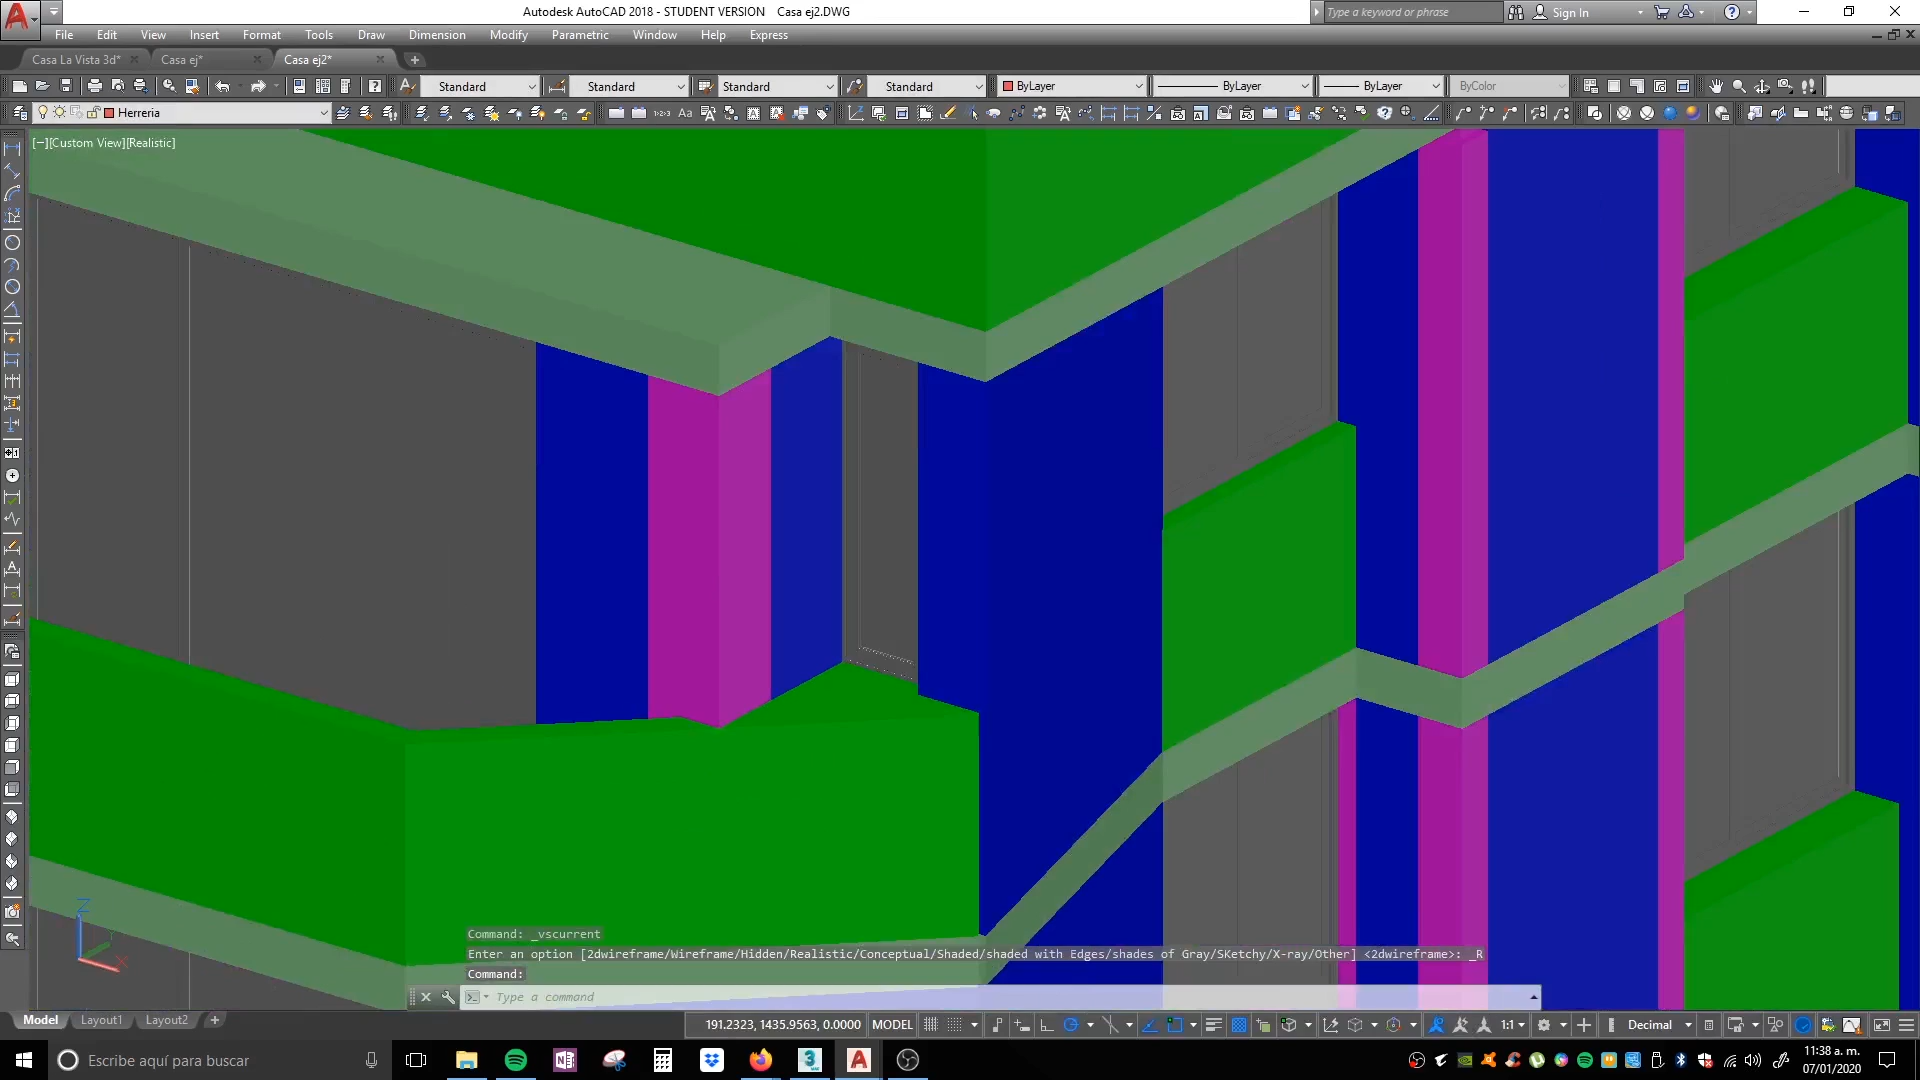 Autodesk AutoCAD 2018 - STUDENT VERSION    Casa ej2.DWG
Type a keyword or phrase
Sign In
File Edit View Insert Format Tools Draw Dimension Modify Parametric Window Help Express
Casa La Vista 3d* Casa ej* Casa ej2*
Standard Standard Standard Standard ByLayer ByLayer ByLayer ByColor
Herreria
[−][Custom View][Realistic]
Z
X
Command: _vscurrent
Enter an option [2dwireframe/Wireframe/Hidden/Realistic/Conceptual/Shaded/shaded with Edges/shades of Gray/SKetchy/X-ray/Other] <2dwireframe>: _R
Command:
Type a command
Model Layout1 Layout2 +
191.2323, 1435.9563, 0.0000 MODEL 1:1 Decimal
Escribe aquí para buscar
11:38 a. m.
07/01/2020